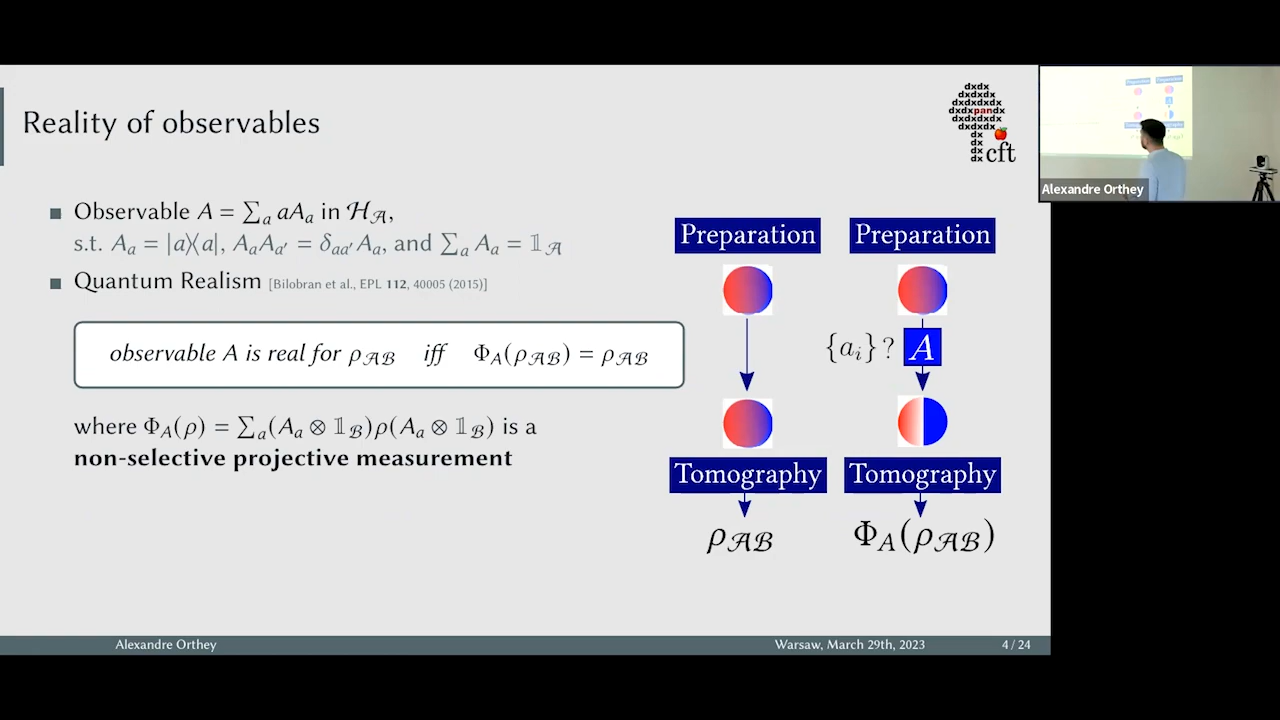 Reality of observables
dxdx
dxdxdx
dxdxdxdx
dxdxpandx
dxdxdxdx
dxdxdx
dx
dx
dx
dx
cft
Alexandre Orthey
Observable A = ∑ₐ aAₐ in ℋ_𝒜,
s.t. Aₐ = |a⟩⟨a|, AₐAₐ′ = δₐₐ′Aₐ, and ∑ₐ Aₐ = 𝟙_𝒜
Quantum Realism [Bilobran et al., EPL 112, 40005 (2015)]
observable A is real for ρ_𝒜ℬ iff Φ_A(ρ_𝒜ℬ) = ρ_𝒜ℬ
where Φ_A(ρ) = ∑ₐ(Aₐ ⊗ 𝟙_ℬ)ρ(Aₐ ⊗ 𝟙_ℬ) is a
non-selective projective measurement
Preparation
Tomography
ρ_𝒜ℬ
Preparation
{aᵢ}? A
Tomography
Φ_A(ρ_𝒜ℬ)
Alexandre Orthey
Warsaw, March 29th, 2023
4 / 24